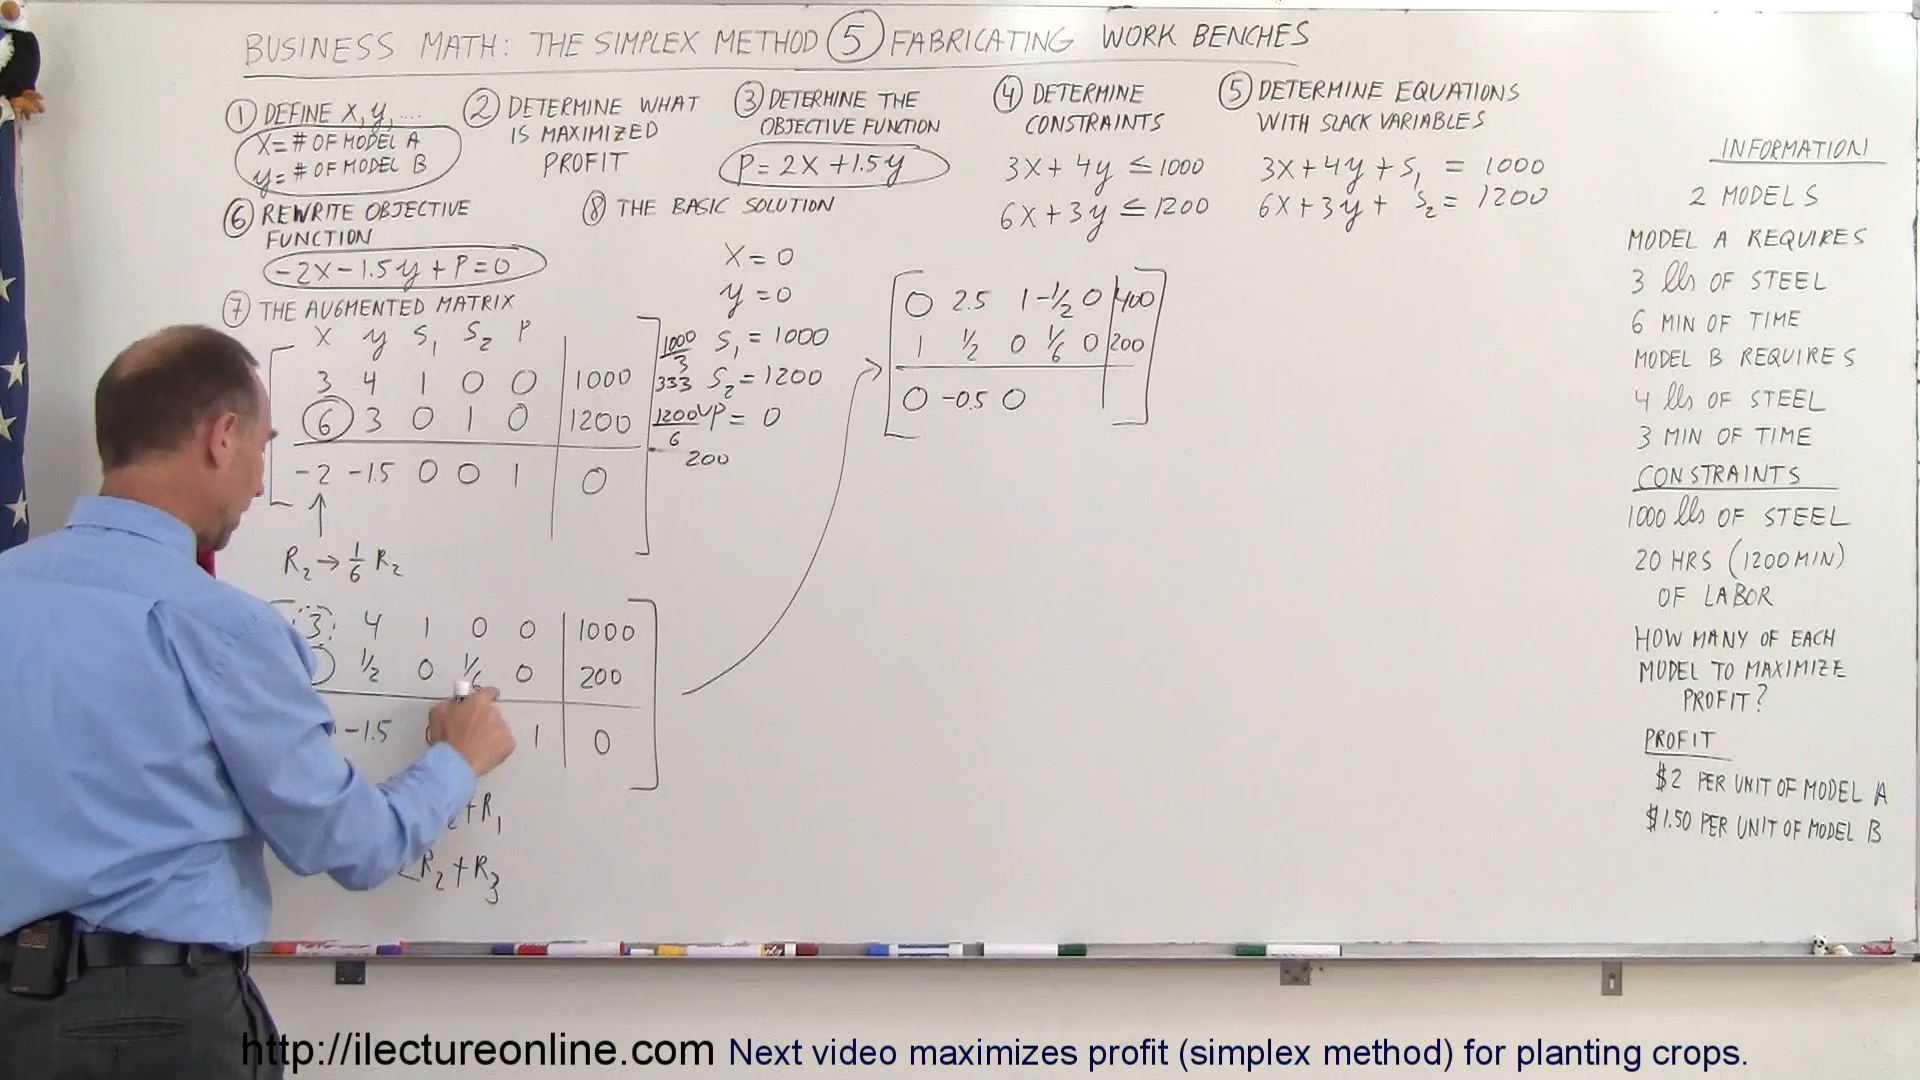 BUSINESS MATH: THE SIMPLEX METHOD ⑤ FABRICATING WORK BENCHES
① DEFINE X, y, ....
X = # OF MODEL A
y = # OF MODEL B
② DETERMINE WHAT
IS MAXIMIZED
PROFIT
③ DETERMINE THE
OBJECTIVE FUNCTION
P = 2X + 1.5y
④ DETERMINE
CONSTRAINTS
3X + 4y ≤ 1000
6X + 3y ≤ 1200
⑤ DETERMINE EQUATIONS
WITH SLACK VARIABLES
3X + 4y + S₁ = 1000
6X + 3y + S₂ = 1200
⑥ REWRITE OBJECTIVE
FUNCTION
-2X - 1.5y + P = 0
⑦ THE AUGMENTED MATRIX
X y S₁ S₂ P
3 4 1 0 0 1000
6 3 0 1 0 1200
-2 -1.5 0 0 1 0
1000/3
333
1200/6
200
R₂ → 1/6 R₂
3 4 1 0 0 1000
1/2 0 1/6 0 200
-1.5 1 0
+ R₁
R₂ + R₃
⑧ THE BASIC SOLUTION
X = 0
y = 0
S₁ = 1000
S₂ = 1200
P = 0
0 2.5 1 -1/2 0 400
1 1/2 0 1/6 0 200
0 -0.5 0
INFORMATION
2 MODELS
MODEL A REQUIRES
3 lbs OF STEEL
6 MIN OF TIME
MODEL B REQUIRES
4 lbs OF STEEL
3 MIN OF TIME
CONSTRAINTS
1000 lbs OF STEEL
20 HRS (1200 MIN)
OF LABOR
HOW MANY OF EACH
MODEL TO MAXIMIZE
PROFIT?
PROFIT
$2 PER UNIT OF MODEL A
$1.50 PER UNIT OF MODEL B
http://ilectureonline.com Next video maximizes profit (simplex method) for planting crops.